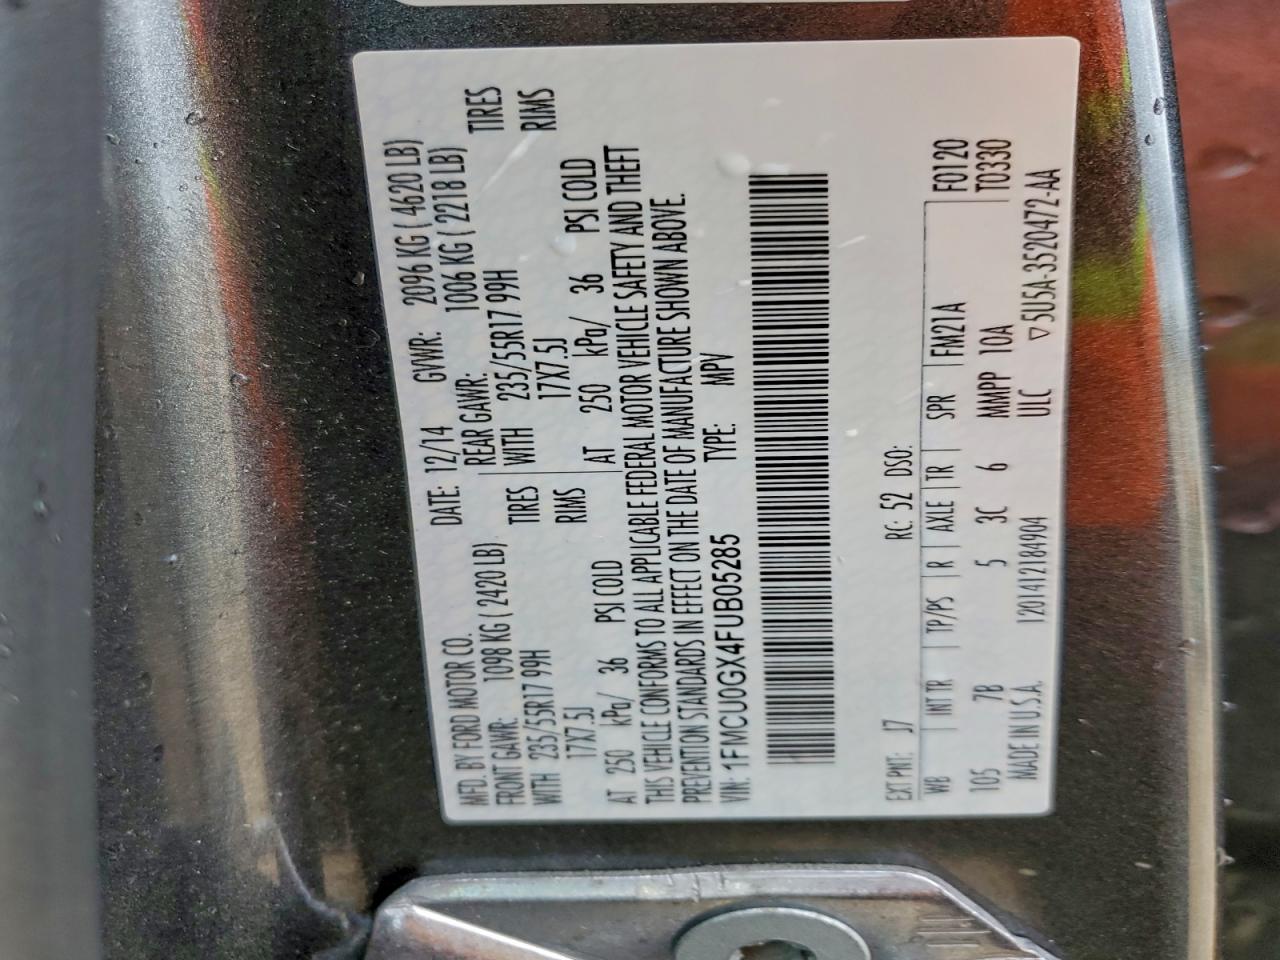 MFD. BY FORD MOTOR CO.
DATE: 12/14 GVWR: 2096 KG ( 4620 LB)
FRONT GAWR: 1098 KG ( 2420 LB) REAR GAWR: 1006 KG ( 2218 LB)
WITH 235/55R17 99H TIRES WITH 235/55R17 99H TIRES
17X7.5J RIMS 17X7.5J RIMS
AT 250 kPa/ 36 PSI COLD AT 250 kPa/ 36 PSI COLD
THIS VEHICLE CONFORMS TO ALL APPLICABLE FEDERAL MOTOR VEHICLE SAFETY AND THEFT
PREVENTION STANDARDS IN EFFECT ON THE DATE OF MANUFACTURE SHOWN ABOVE.
VIN: 1FMCU0GX4FUB05285 TYPE: MPV
EXT PNT: J7 RC: 52 DSO:
WB INT TR TP/PS R AXLE TR SPR FM21A F0120
105 7B 5 3C 6 MMPP 10A T0330
MADE IN U.S.A. 1201412184904 ULC ▽5U5A-3520472-AA